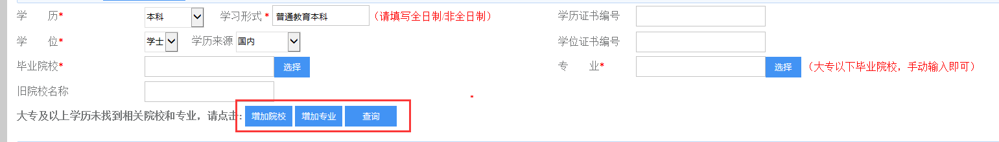 学 历* 本科 学习形式 * 普通教育本科 (请填写全日制/非全日制) 学历证书编号
学 位* 学士 学历来源 国内 学位证书编号
毕业院校* 选择 专 业* 选择 (大专以下毕业院校，手动输入即可)
旧院校名称
大专及以上学历未找到相关院校和专业，请点击: 增加院校 增加专业 查询